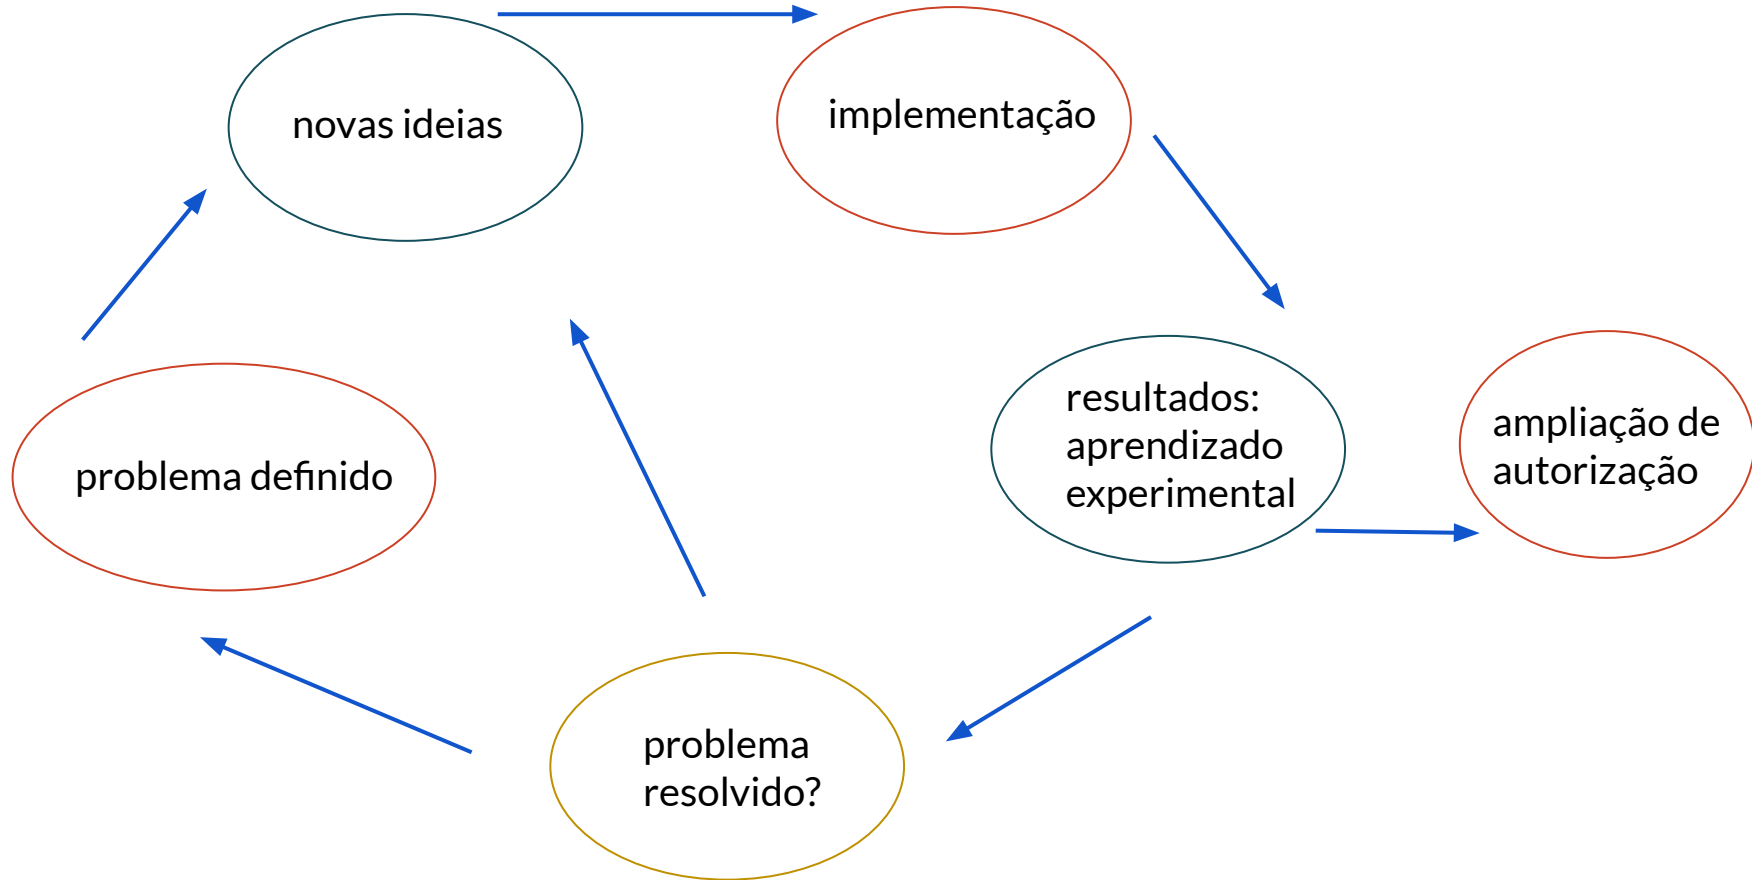 novas ideias
implementação
resultados:
aprendizado
experimental
ampliação de
autorização
problema definido
problema
resolvido?